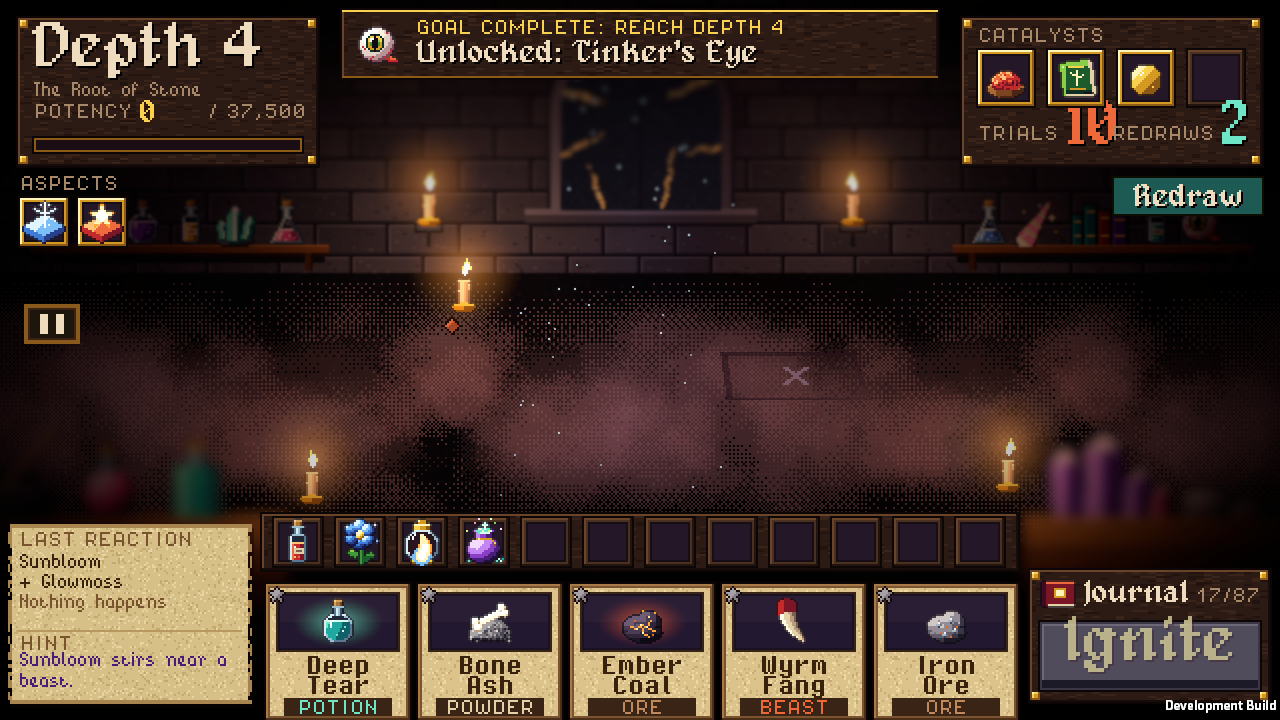 Depth 4
The Root of Stone
POTENCY 0 / 37,500
ASPECTS
GOAL COMPLETE: REACH DEPTH 4
Unlocked: Tinker's Eye
CATALYSTS
TRIALS 10 REDRAWS 2
Redraw
LAST REACTION
Sunbloom
+ Glowmoss
Nothing happens
HINT
Sunbloom stirs near a
beast.
Deep
Tear
POTION
Bone
Ash
POWDER
Ember
Coal
ORE
Wyrm
Fang
BEAST
Iron
Ore
ORE
Journal 17/87
Ignite
Development Build